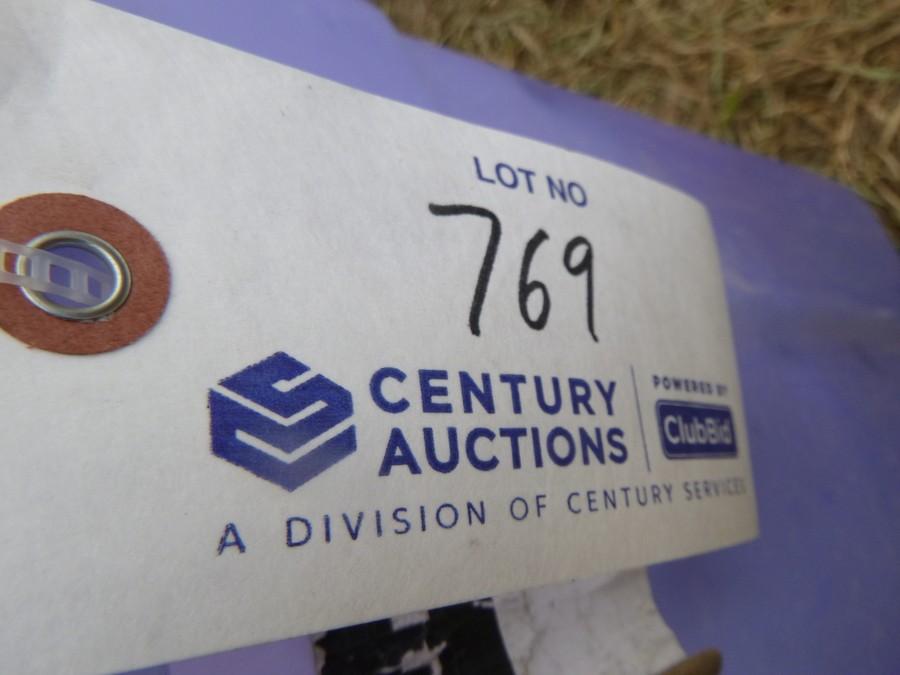 LOT NO
769
CENTURY
AUCTIONS
POWERED BY
ClubBid
A DIVISION OF CENTURY SERVICES